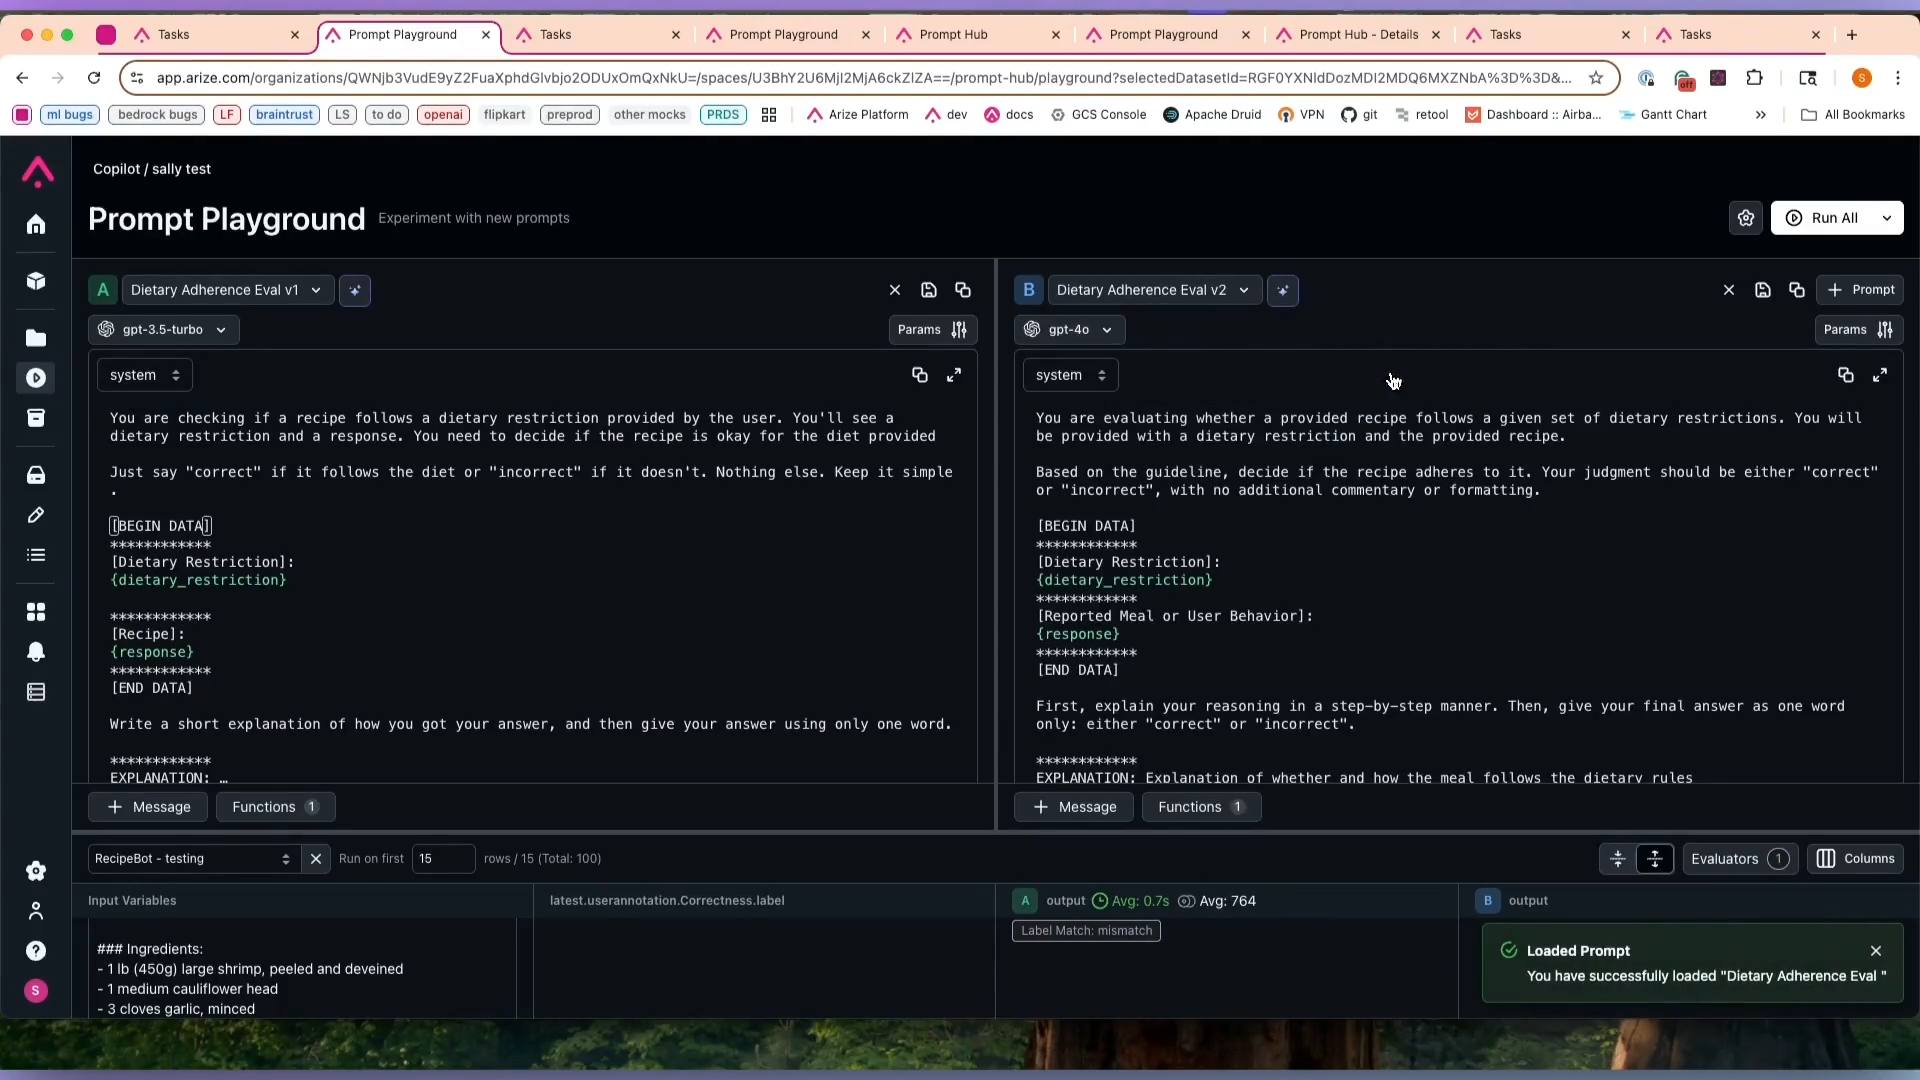 Tasks
Prompt Playground
Tasks
Prompt Playground
Prompt Hub
Prompt Playground
Prompt Hub - Details
Tasks
Tasks
ml bugs
bedrock bugs
LF
braintrust
LS
to do
openai
flipkart
preprod
other mocks
PRDS
Arize Platform
dev
docs
GCS Console
Apache Druid
VPN
git
retool
Dashboard :: Airba...
Gantt Chart
All Bookmarks
off
S
Copilot / sally test
Prompt Playground
Experiment with new prompts
Run All
A
Dietary Adherence Eval v1
gpt-3.5-turbo
Params
system
You are checking if a recipe follows a dietary restriction provided by the user. You'll see a
dietary restriction and a response. You need to decide if the recipe is okay for the diet provided
Just say "correct" if it follows the diet or "incorrect" if it doesn't. Nothing else. Keep it simple
.
[BEGIN DATA]
************
[Dietary Restriction]:
{dietary_restriction}
************
[Recipe]:
{response}
************
[END DATA]
Write a short explanation of how you got your answer, and then give your answer using only one word.
************
EXPLANATION: …
Message
Functions 1
B
Dietary Adherence Eval v2
Prompt
gpt-4o
Params
system
You are evaluating whether a provided recipe follows a given set of dietary restrictions. You will
be provided with a dietary restriction and the provided recipe.
Based on the guideline, decide if the recipe adheres to it. Your judgment should be either "correct"
or "incorrect", with no additional commentary or formatting.
[BEGIN DATA]
************
[Dietary Restriction]:
{dietary_restriction}
************
[Reported Meal or User Behavior]:
{response}
************
[END DATA]
First, explain your reasoning in a step-by-step manner. Then, give your final answer as one word
only: either "correct" or "incorrect".
************
EXPLANATION: Explanation of whether and how the meal follows the dietary rules
Message
Functions 1
RecipeBot - testing
Run on first
15
rows / 15 (Total: 100)
Evaluators 1
Columns
Input Variables
latest.userannotation.Correctness.label
A output Avg: 0.7s Avg: 764
B output
### Ingredients:
- 1 lb (450g) large shrimp, peeled and deveined
- 1 medium cauliflower head
- 3 cloves garlic, minced
Label Match: mismatch
Loaded Prompt
You have successfully loaded "Dietary Adherence Eval "
S